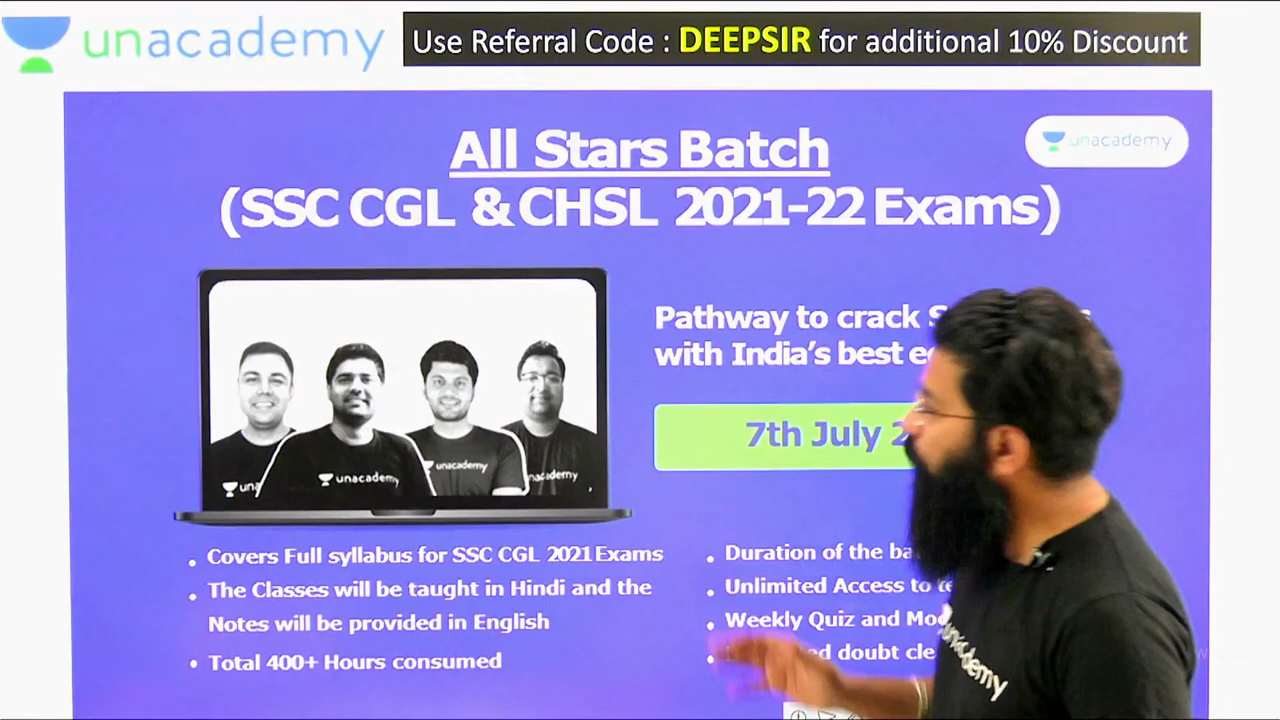 unacademy
Use Referral Code : DEEPSIR for additional 10% Discount
All Stars Batch
unacademy
(SSC CGL & CHSL 2021-22 Exams)
Pathway to crack
with India's best
7th July
unacademy
unacademy
Covers Full syllabus for SSC CGL 2021 Exams
The Classes will be taught in Hindi and the
Notes will be provided in English
• Total 400+ Hours consumed
Duration of the
Unlimited Access to
Weekly Quiz and
doubt
unacademy